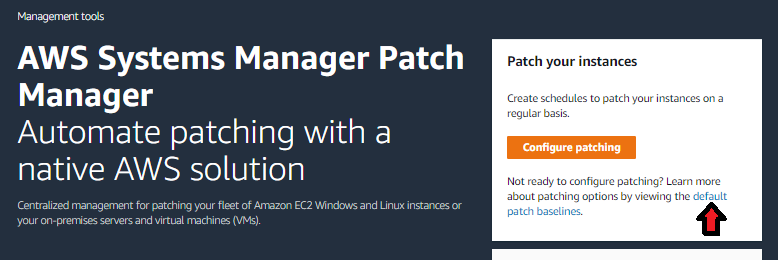 Management tools
AWS Systems Manager Patch
Manager
Automate patching with a
native AWS solution
Centralized management for patching your fleet of Amazon EC2 Windows and Linux instances or
your on-premises servers and virtual machines (VMs).
Patch your instances
Create schedules to patch your instances on a
regular basis.
Configure patching
Not ready to configure patching? Learn more
about patching options by viewing the default
patch baselines.